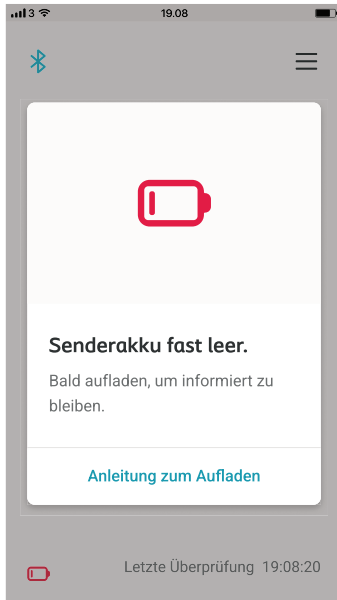 3 19.08
Senderakku fast leer.
Bald aufladen, um informiert zu
bleiben.
Anleitung zum Aufladen
Letzte Überprüfung 19:08:20